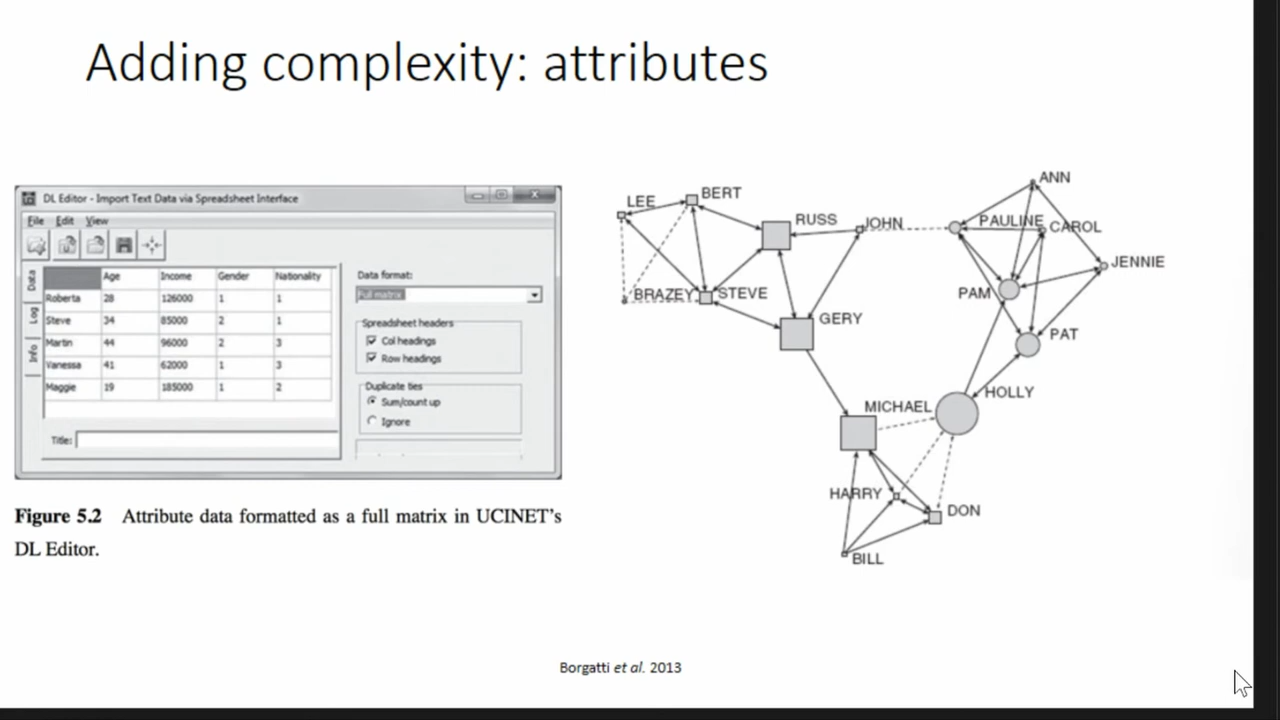 Adding complexity: attributes
DL Editor - Import Text Data via Spreadsheet Interface
File Edit View
Data
Log
Info
Age Income Gender Nationality
Roberta 28 126000 1 1
Steve 34 85000 2 1
Martin 44 96000 2 3
Vanessa 41 62000 1 3
Maggie 19 185000 1 2
Title:
Data format:
Full matrix
Spreadsheet headers
Col headings
Row headings
Duplicate ties
Sum/count up
Ignore
Figure 5.2 Attribute data formatted as a full matrix in UCINET's
DL Editor.
LEE
BERT
RUSS
JOHN
BRAZEY
STEVE
GERY
ANN
PAULINE
CAROL
JENNIE
PAM
PAT
HOLLY
MICHAEL
HARRY
DON
BILL
Borgatti et al. 2013